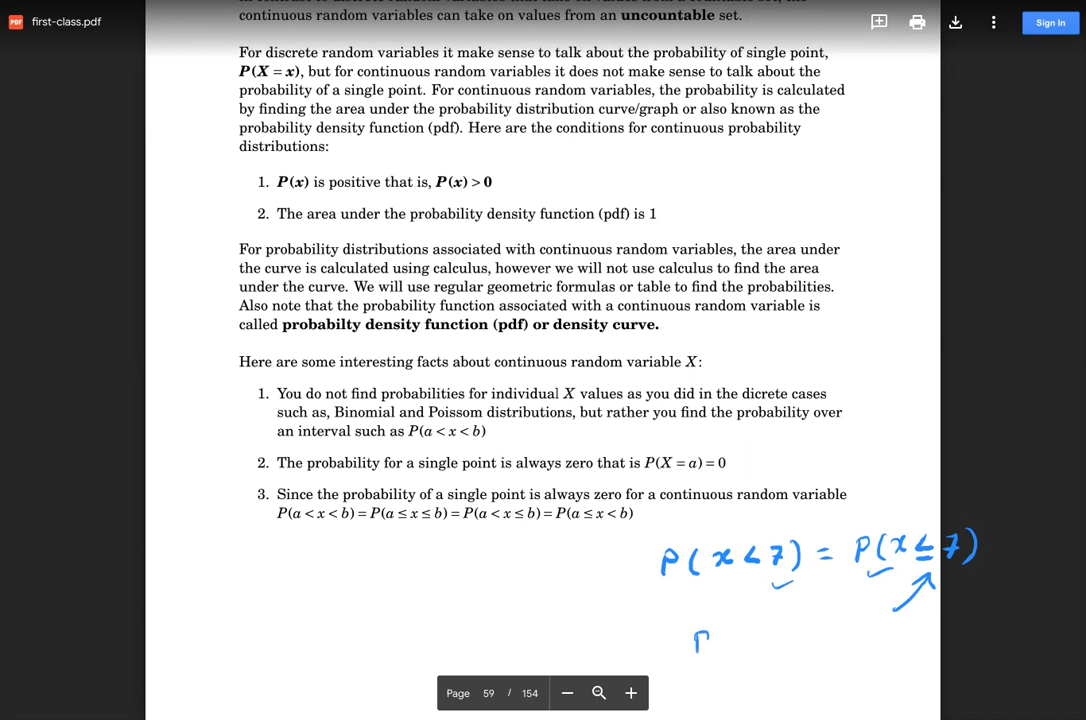 first-class.pdf
Sign In
continuous random variables can take on values from an uncountable set.
For discrete random variables it make sense to talk about the probability of single point,
P(X = x), but for continuous random variables it does not make sense to talk about the
probability of a single point. For continuous random variables, the probability is calculated
by finding the area under the probability distribution curve/graph or also known as the
probability density function (pdf). Here are the conditions for continuous probability
distributions:
1. P(x) is positive that is, P(x) > 0
2. The area under the probability density function (pdf) is 1
For probability distributions associated with continuous random variables, the area under
the curve is calculated using calculus, however we will not use calculus to find the area
under the curve. We will use regular geometric formulas or table to find the probabilities.
Also note that the probability function associated with a continuous random variable is
called probabilty density function (pdf) or density curve.
Here are some interesting facts about continuous random variable X:
1. You do not find probabilities for individual X values as you did in the dicrete cases
such as, Binomial and Poissom distributions, but rather you find the probability over
an interval such as P(a < x < b)
2. The probability for a single point is always zero that is P(X = a) = 0
3. Since the probability of a single point is always zero for a continuous random variable
P(a < x < b) = P(a ≤ x ≤ b) = P(a < x ≤ b) = P(a ≤ x < b)
P(x < 7) = P(x ≤ 7)
Page 59 / 154